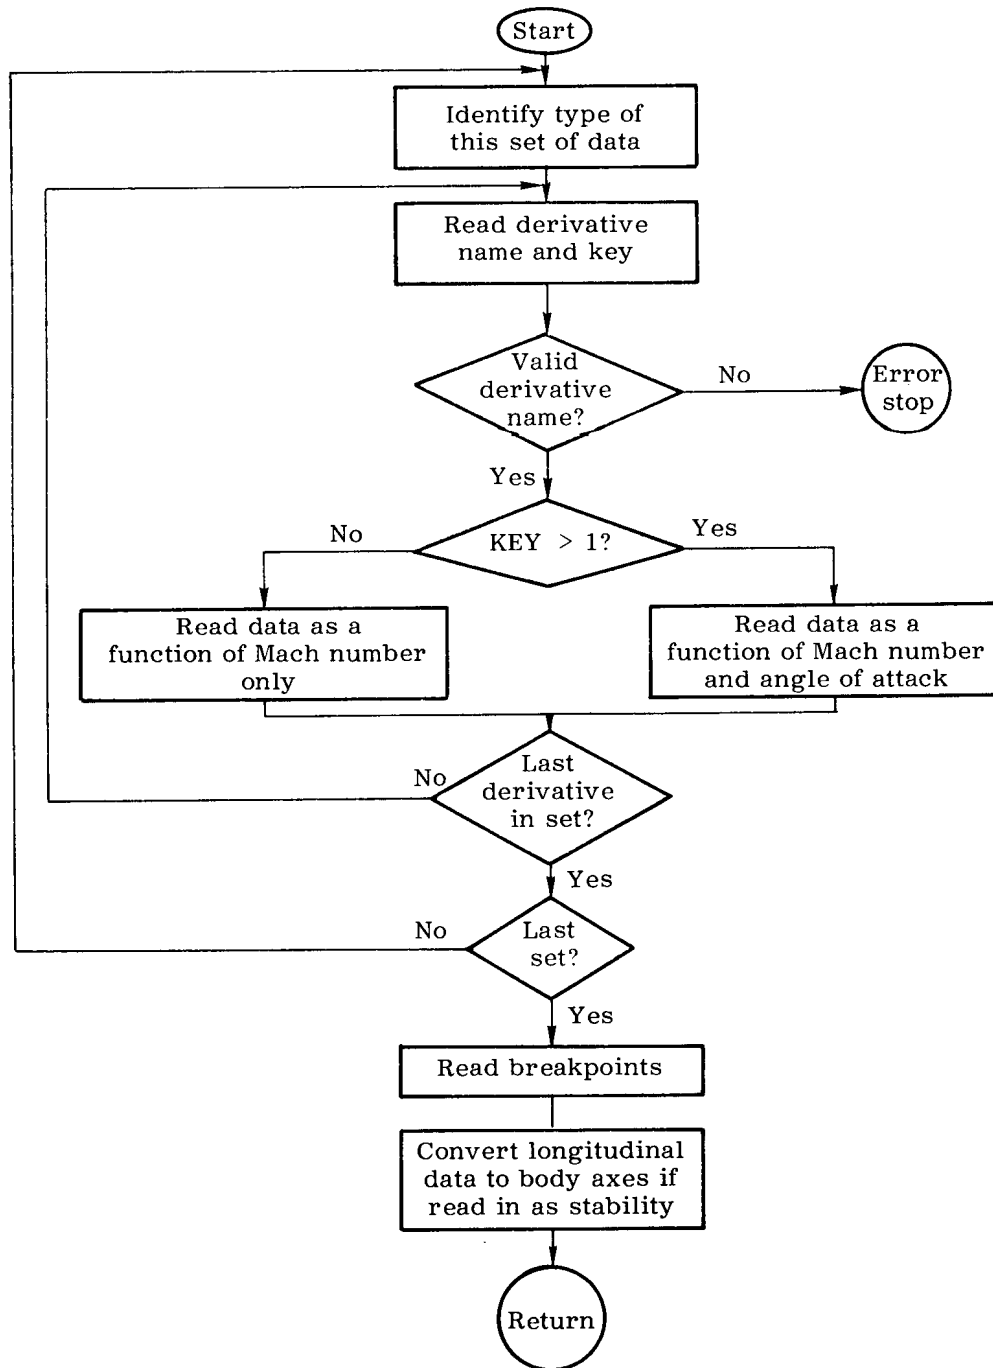 Start
Identify type of
this set of data
Read derivative
name and key
Valid
derivative
name?
No
Error
stop
Yes
KEY > 1?
No
Yes
Read data as a
function of Mach number
only
Read data as a
function of Mach number
and angle of attack
Last
derivative
in set?
No
Yes
Last
set?
No
Yes
Read breakpoints
Convert longitudinal
data to body axes if
read in as stability
Return